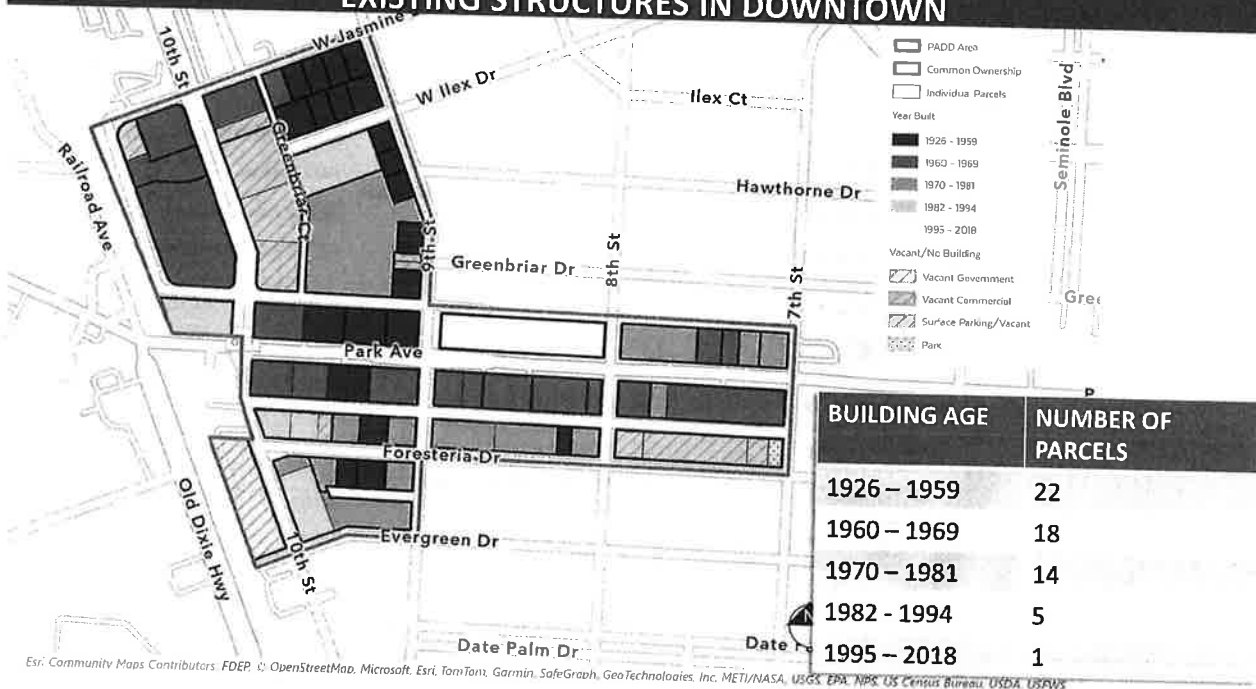 EXISTING STRUCTURES IN DOWNTOWN
W Jasmine
10th St
W Ilex Dr
Ilex Ct
Seminole Blvd
Greenbriar Ct
Railroad Ave
Hawthorne Dr
9th St
8th St
7th St
Greenbriar Dr
Park Ave
Foresteria Dr
Old Dixie Hwy
10th St
Evergreen Dr
Date Palm Dr
PADD Area
Common Ownership
Individua Parcels
Year Built
1926 - 1959
1960 - 1969
1970 - 1981
1982 - 1994
1995 - 2018
Vacant/No Building
Vacant Government
Vacant Commercial
Surface Parking/Vacant
Park
BUILDING AGE NUMBER OF
PARCELS
1926 – 1959 22
1960 – 1969 18
1970 – 1981 14
1982 - 1994 5
1995 – 2018 1
Esri Community Maps Contributors: FDEP, © OpenStreetMap, Microsoft, Esri, TomTom, Garmin, SafeGraph, GeoTechnologies, Inc, METI/NASA, USGS, EPA, NPS, US Census Bureau, USDA, USFWS